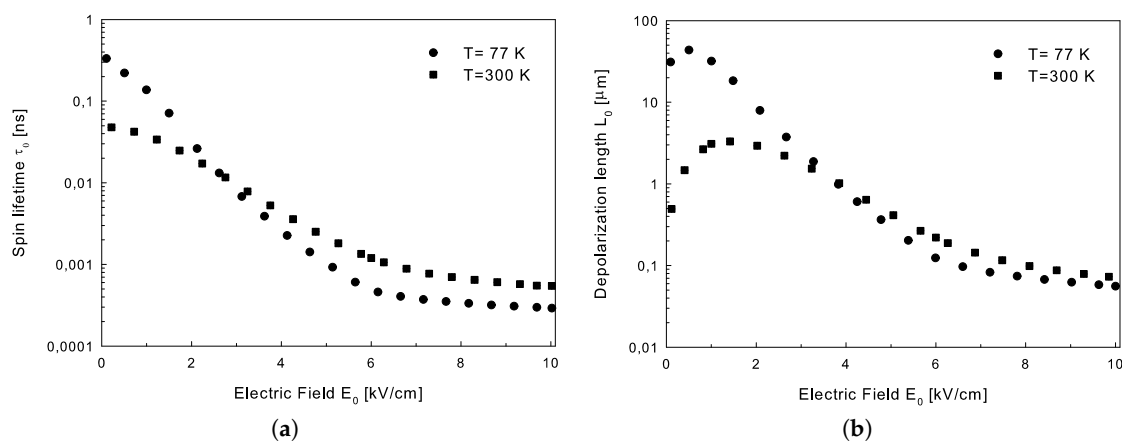 1
0,1
0,01
0,001
0,0001
Spin lifetime τ₀ [ns]
T= 77 K
T=300 K
0 2 4 6 8 10
Electric Field E₀ [kV/cm]
(a)
100
10
1
0,1
0,01
Depolarization length L₀ [μm]
T= 77 K
T=300 K
0 2 4 6 8 10
Electric Field E₀ [kV/cm]
(b)